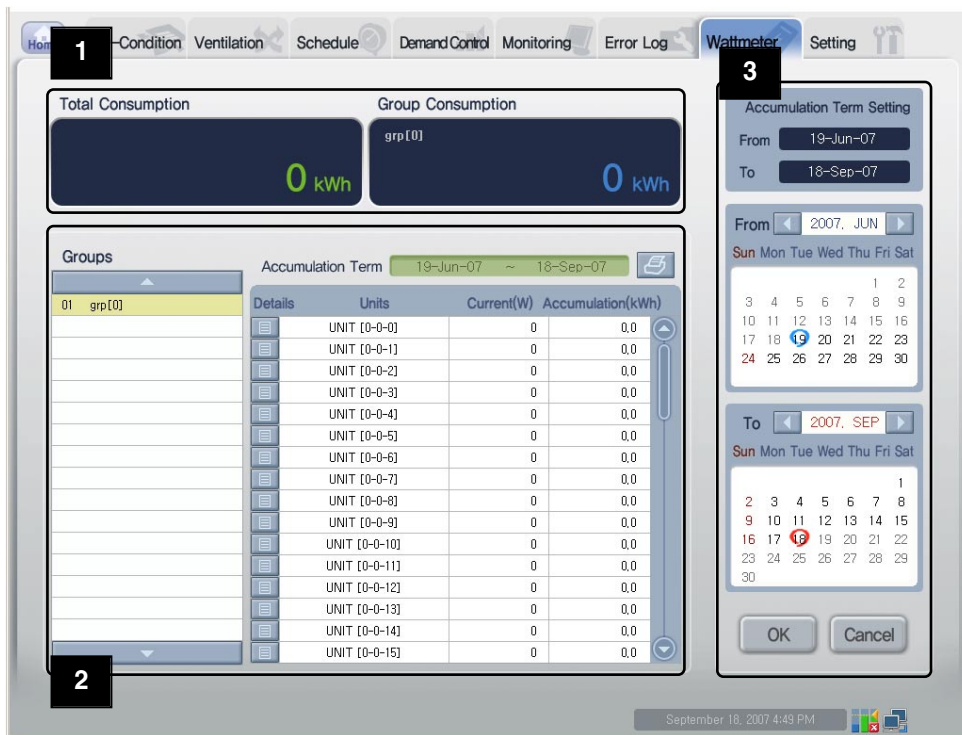 Hom 1 -Condition Ventilation Schedule Demand Control Monitoring Error Log Wattmeter Setting
3
Total Consumption Group Consumption
grp[0]
0 kWh 0 kWh
2
Groups
01 grp[0]
Accumulation Term 19-Jun-07 ~ 18-Sep-07
Details Units Current(W) Accumulation(kWh)
UNIT [0-0-0] 0 0,0
UNIT [0-0-1] 0 0,0
UNIT [0-0-2] 0 0,0
UNIT [0-0-3] 0 0,0
UNIT [0-0-4] 0 0,0
UNIT [0-0-5] 0 0,0
UNIT [0-0-6] 0 0,0
UNIT [0-0-7] 0 0,0
UNIT [0-0-8] 0 0,0
UNIT [0-0-9] 0 0,0
UNIT [0-0-10] 0 0,0
UNIT [0-0-11] 0 0,0
UNIT [0-0-12] 0 0,0
UNIT [0-0-13] 0 0,0
UNIT [0-0-14] 0 0,0
UNIT [0-0-15] 0 0,0
Accumulation Term Setting
From 19-Jun-07
To 18-Sep-07
From 2007, JUN
Sun Mon Tue Wed Thu Fri Sat
1 2
3 4 5 6 7 8 9
10 11 12 13 14 15 16
17 18 19 20 21 22 23
24 25 26 27 28 29 30
To 2007, SEP
Sun Mon Tue Wed Thu Fri Sat
1
2 3 4 5 6 7 8
9 10 11 12 13 14 15
16 17 18 19 20 21 22
23 24 25 26 27 28 29
30
OK Cancel
September 18, 2007 4:49 PM